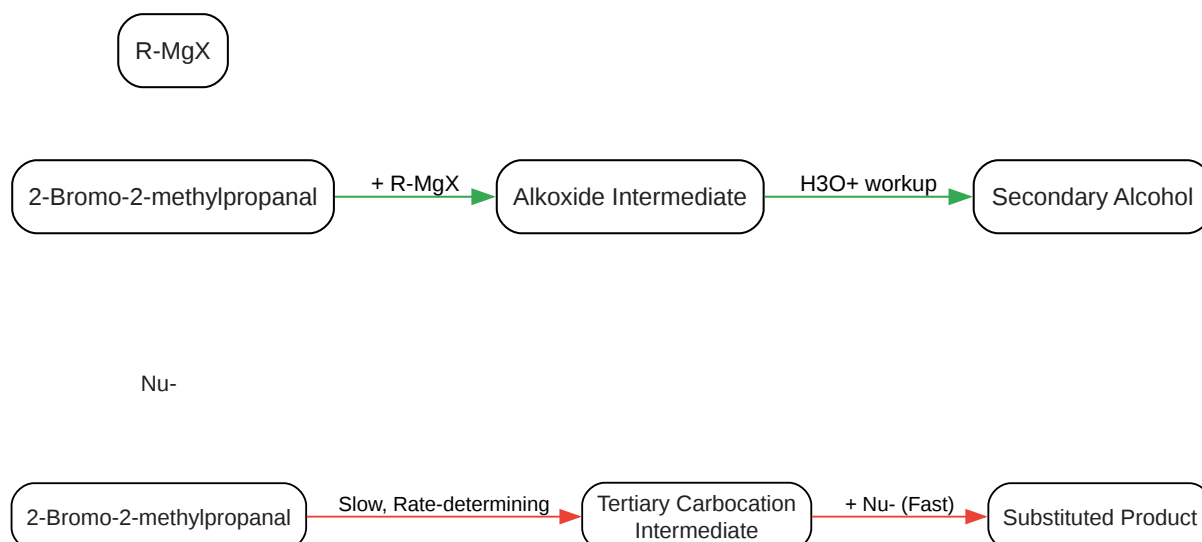 R-MgX
2-Bromo-2-methylpropanal
+ R-MgX
Alkoxide Intermediate
H3O+ workup
Secondary Alcohol
Nu-
2-Bromo-2-methylpropanal
Slow, Rate-determining
Tertiary Carbocation
Intermediate
+ Nu- (Fast)
Substituted Product